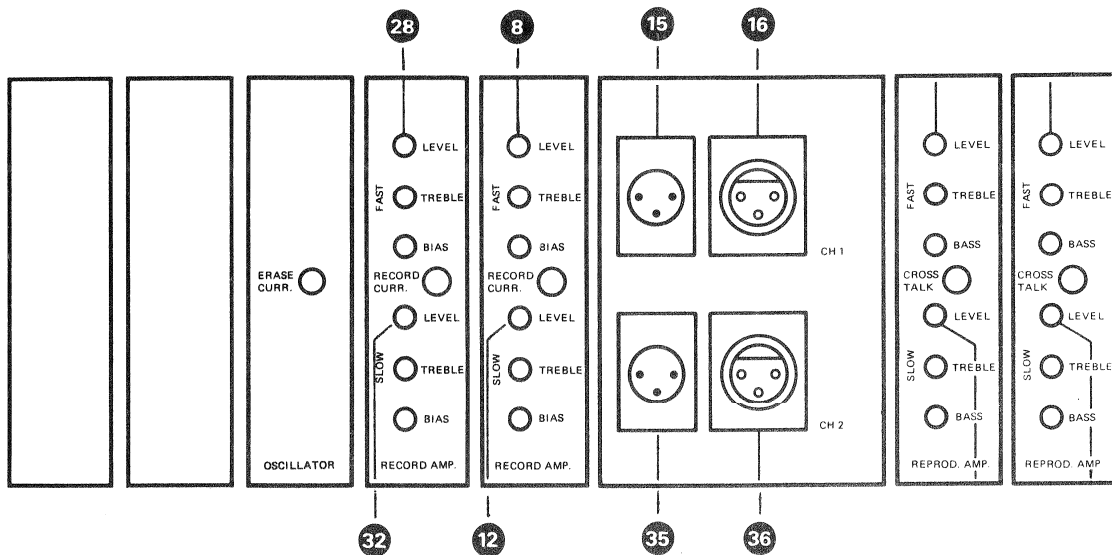 28 8 15 16
LEVEL LEVEL LEVEL LEVEL
FAST FAST FAST FAST
TREBLE TREBLE TREBLE TREBLE
BIAS BIAS CH 1 BASS BASS
ERASE CURR. RECORD CURR. RECORD CURR. CROSS TALK CROSS TALK
LEVEL LEVEL LEVEL LEVEL
SLOW SLOW SLOW SLOW
TREBLE TREBLE TREBLE TREBLE
BIAS BIAS CH 2 BASS BASS
OSCILLATOR RECORD AMP. RECORD AMP. REPROD. AMP. REPROD. AMP
32 12 35 36